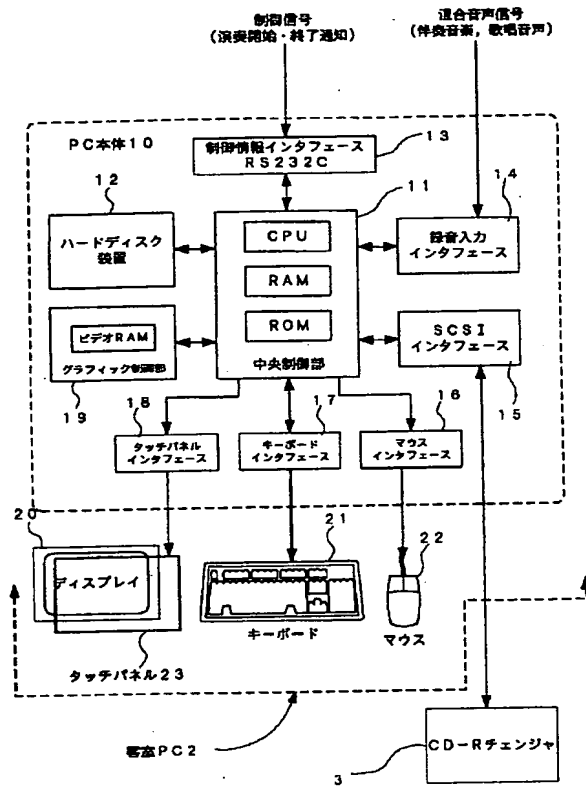 制御信号
(演奏開始・終了通知)
混合音声信号
(伴奏音楽，歌唱音声)
PC本体10
制御情報インタフェース
RS232C
13
12
11
14
ハードディスク
装置
CPU
RAM
ROM
中央制御部
録音入力
インタフェース
ビデオRAM
グラフィック制御部
SCSI
インタフェース
19
18
17
16
15
タッチパネル
インタフェース
キーボード
インタフェース
マウス
インタフェース
20
21
22
ディスプレイ
キーボード
マウス
タッチパネル23
客室PC2
3
CD-Rチェンジャ